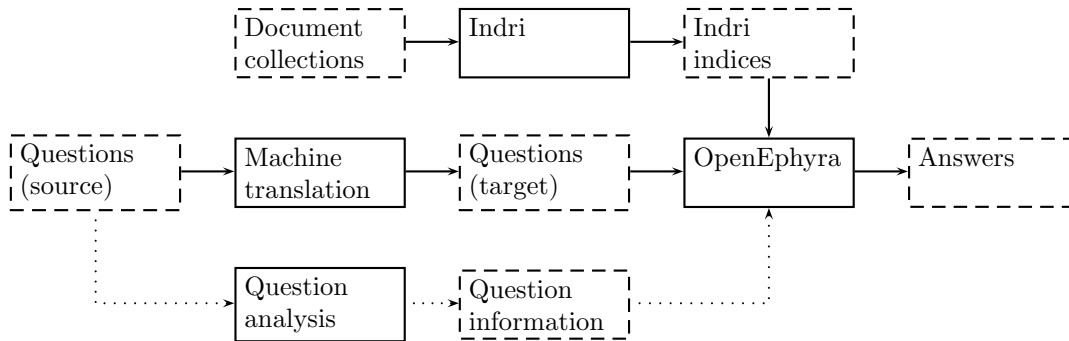 Document
collections
Indri
Indri
indices
Questions
(source)
Machine
translation
Questions
(target)
OpenEphyra
Answers
Question
analysis
Question
information